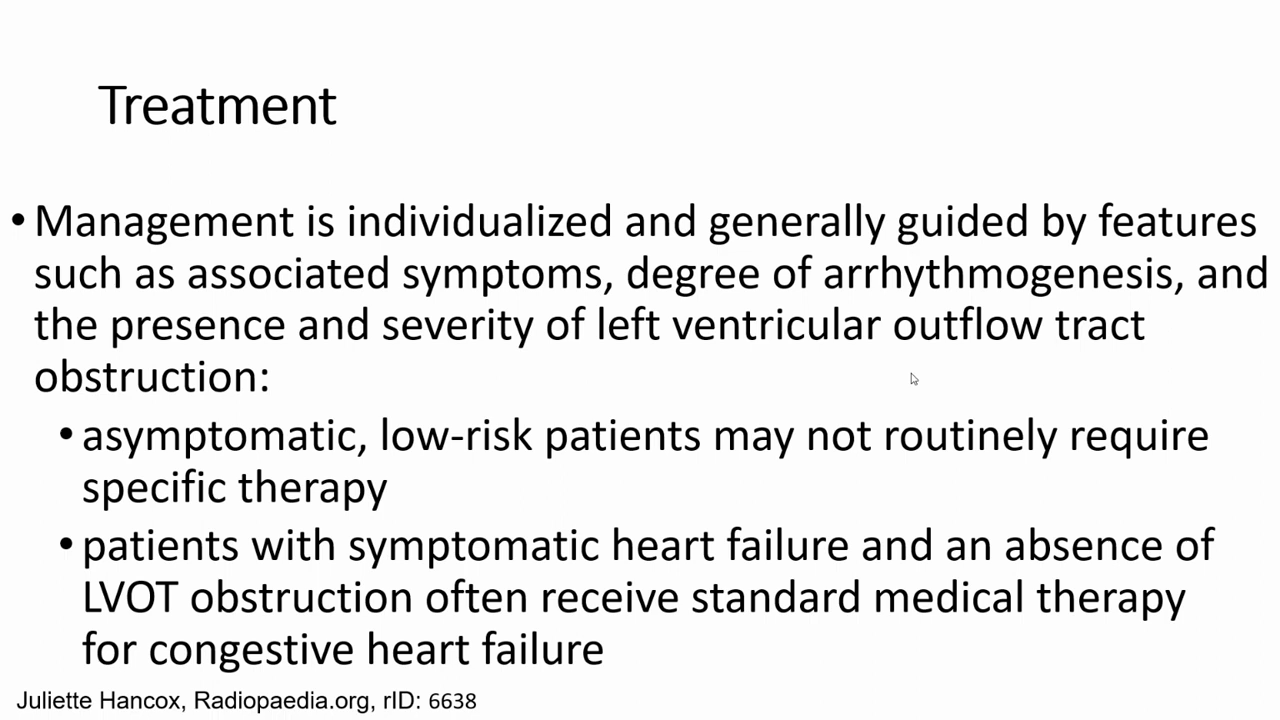 Treatment
• Management is individualized and generally guided by features
such as associated symptoms, degree of arrhythmogenesis, and
the presence and severity of left ventricular outflow tract
obstruction:
• asymptomatic, low-risk patients may not routinely require
specific therapy
• patients with symptomatic heart failure and an absence of
LVOT obstruction often receive standard medical therapy
for congestive heart failure
Juliette Hancox, Radiopaedia.org, rID: 6638